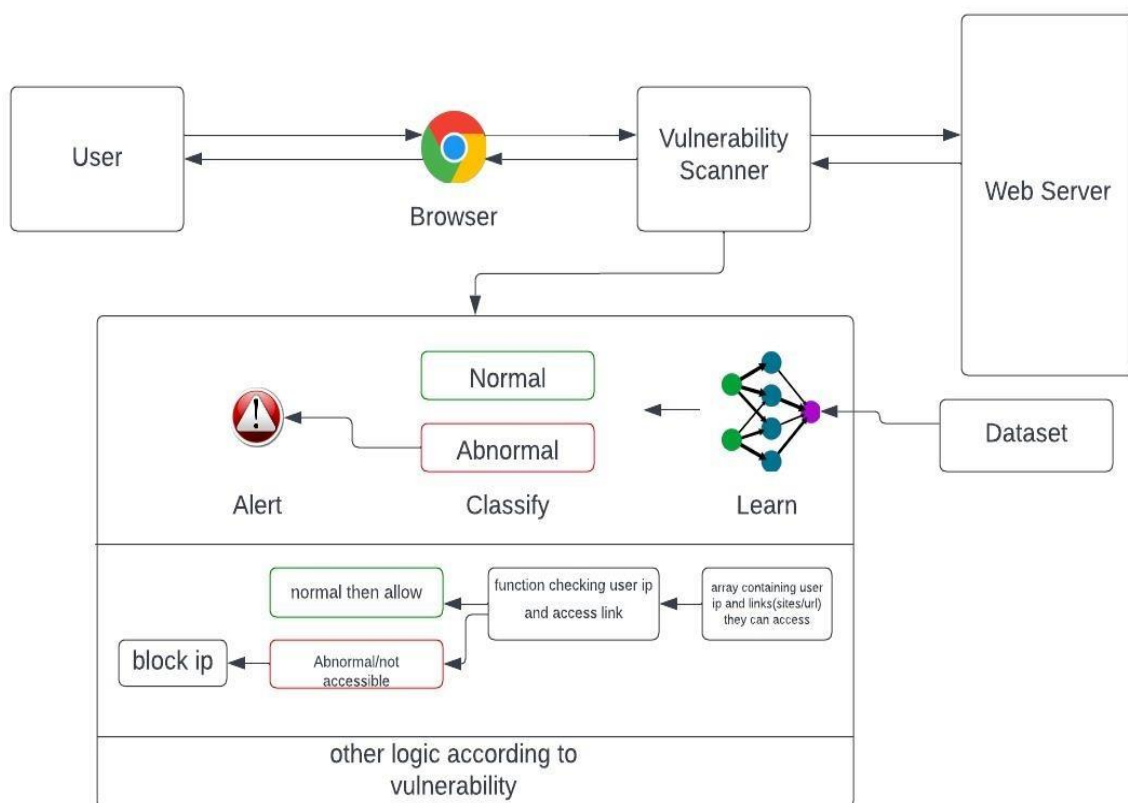 User
Browser
Vulnerability
Scanner
Web Server
Normal
Abnormal
Alert
Classify
Learn
Dataset
normal then allow
function checking user ip
and access link
array containing user
ip and links(sites/url)
they can access
block ip
Abnormal/not
accessible
other logic according to
vulnerability